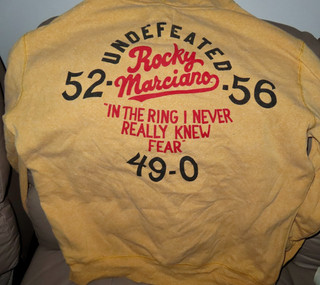 UNDEFEATED
Rocky
52- Marciano -56
"IN THE RING I NEVER
REALLY KNEW
FEAR"
49-0